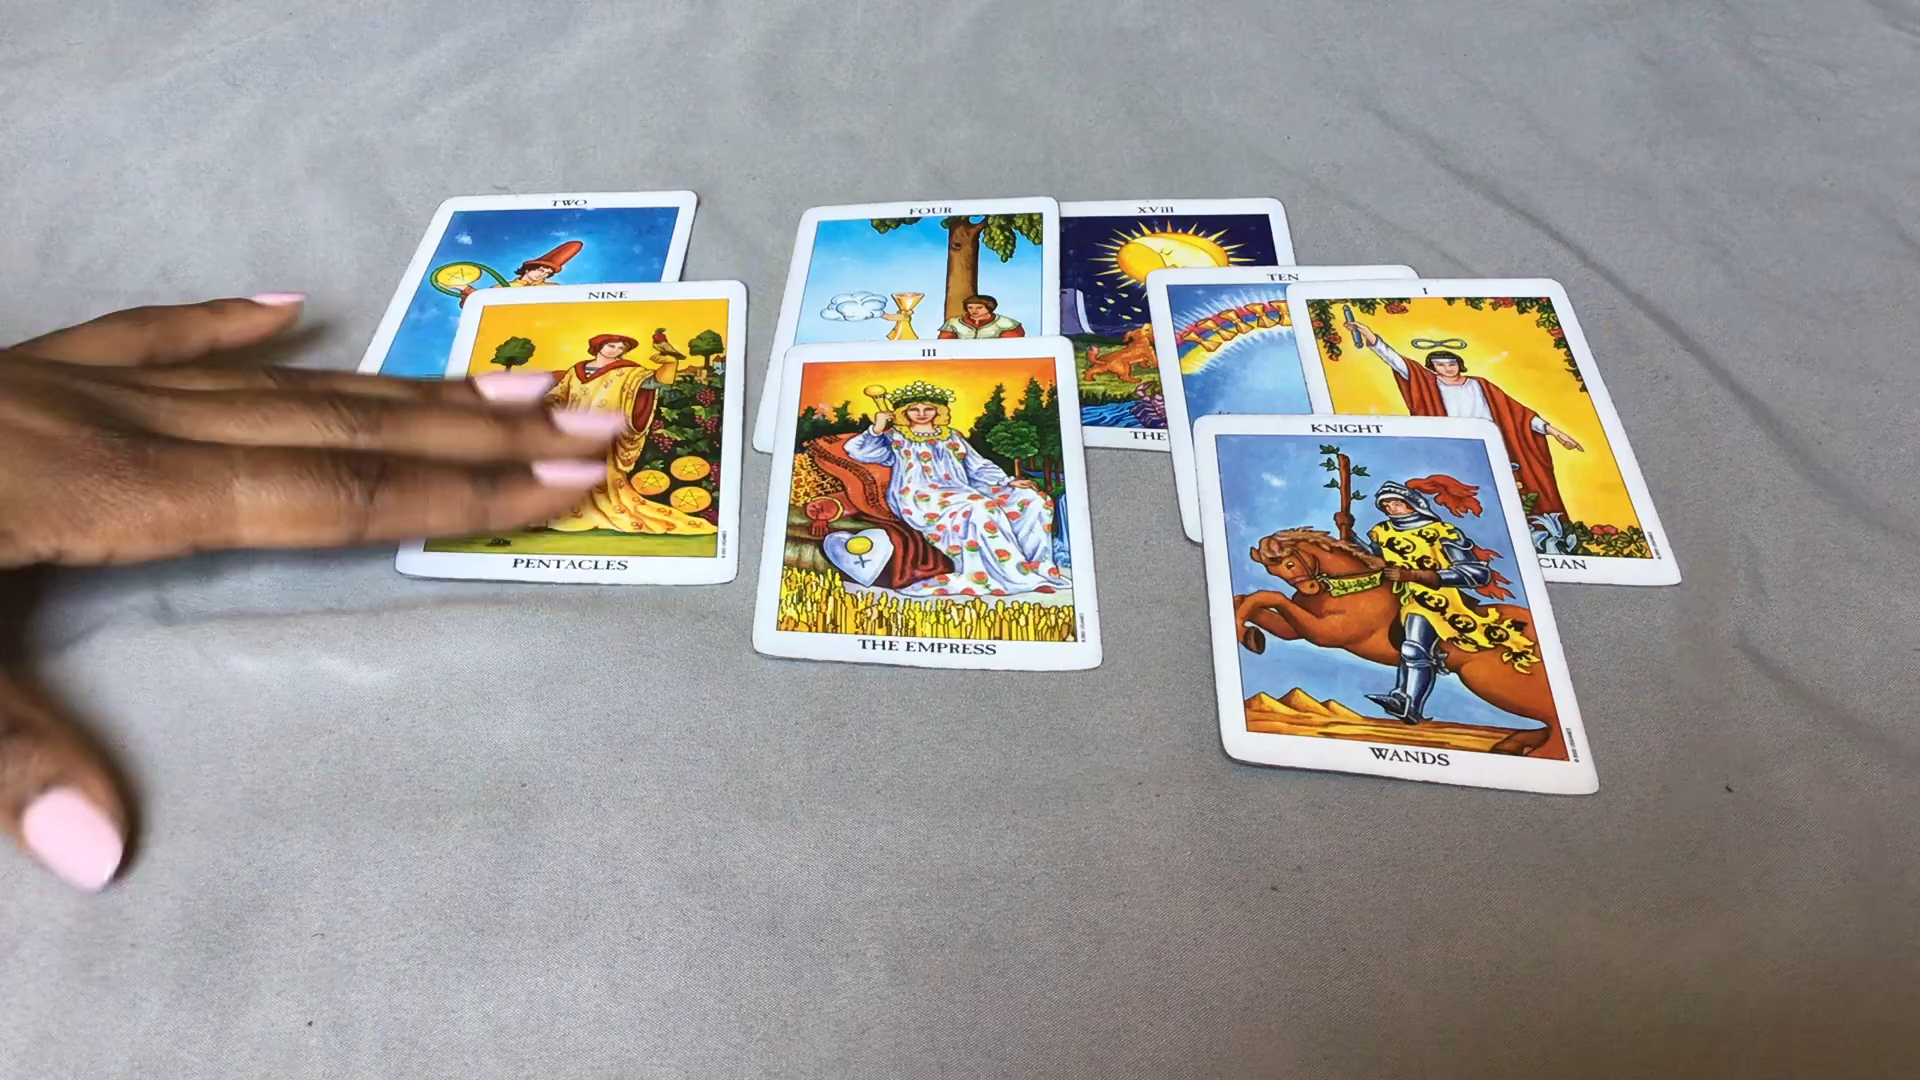 TWO
NINE
PENTACLES
FOUR
III
THE EMPRESS
XVIII
THE
TEN
I
CIAN
KNIGHT
WANDS